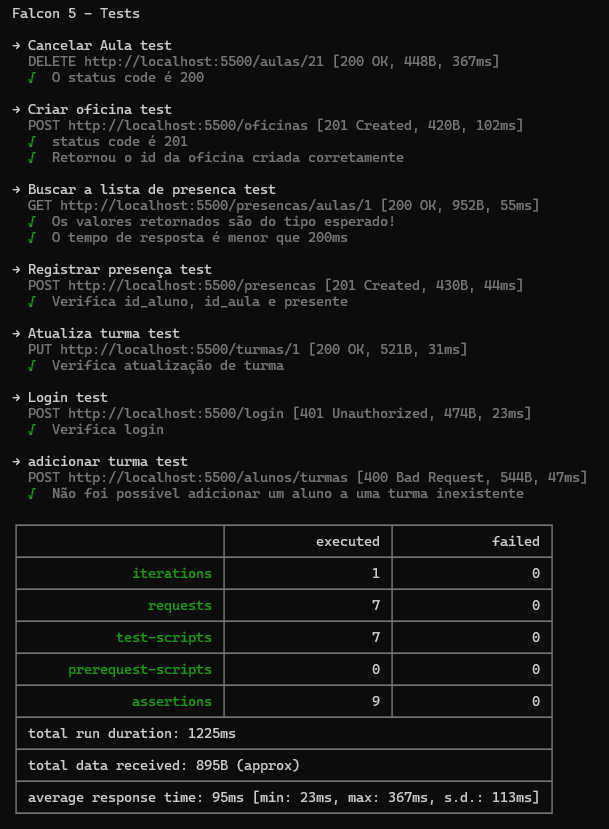 Falcon 5 - Tests
→ Cancelar Aula test
DELETE http://localhost:5500/aulas/21 [200 OK, 448B, 367ms]
√ O status code é 200
→ Criar oficina test
POST http://localhost:5500/oficinas [201 Created, 420B, 102ms]
√ status code é 201
√ Retornou o id da oficina criada corretamente
→ Buscar a lista de presenca test
GET http://localhost:5500/presencas/aulas/1 [200 OK, 952B, 55ms]
√ Os valores retornados são do tipo esperado!
√ O tempo de resposta é menor que 200ms
→ Registrar presença test
POST http://localhost:5500/presencas [201 Created, 430B, 44ms]
√ Verifica id_aluno, id_aula e presente
→ Atualiza turma test
PUT http://localhost:5500/turmas/1 [200 OK, 521B, 31ms]
√ Verifica atualização de turma
→ Login test
POST http://localhost:5500/login [401 Unauthorized, 474B, 23ms]
√ Verifica login
→ adicionar turma test
POST http://localhost:5500/alunos/turmas [400 Bad Request, 544B, 47ms]
√ Não foi possível adicionar um aluno a uma turma inexistente
executed failed
iterations 1 0
requests 7 0
test-scripts 7 0
prerequest-scripts 0 0
assertions 9 0
total run duration: 1225ms
total data received: 895B (approx)
average response time: 95ms [min: 23ms, max: 367ms, s.d.: 113ms]